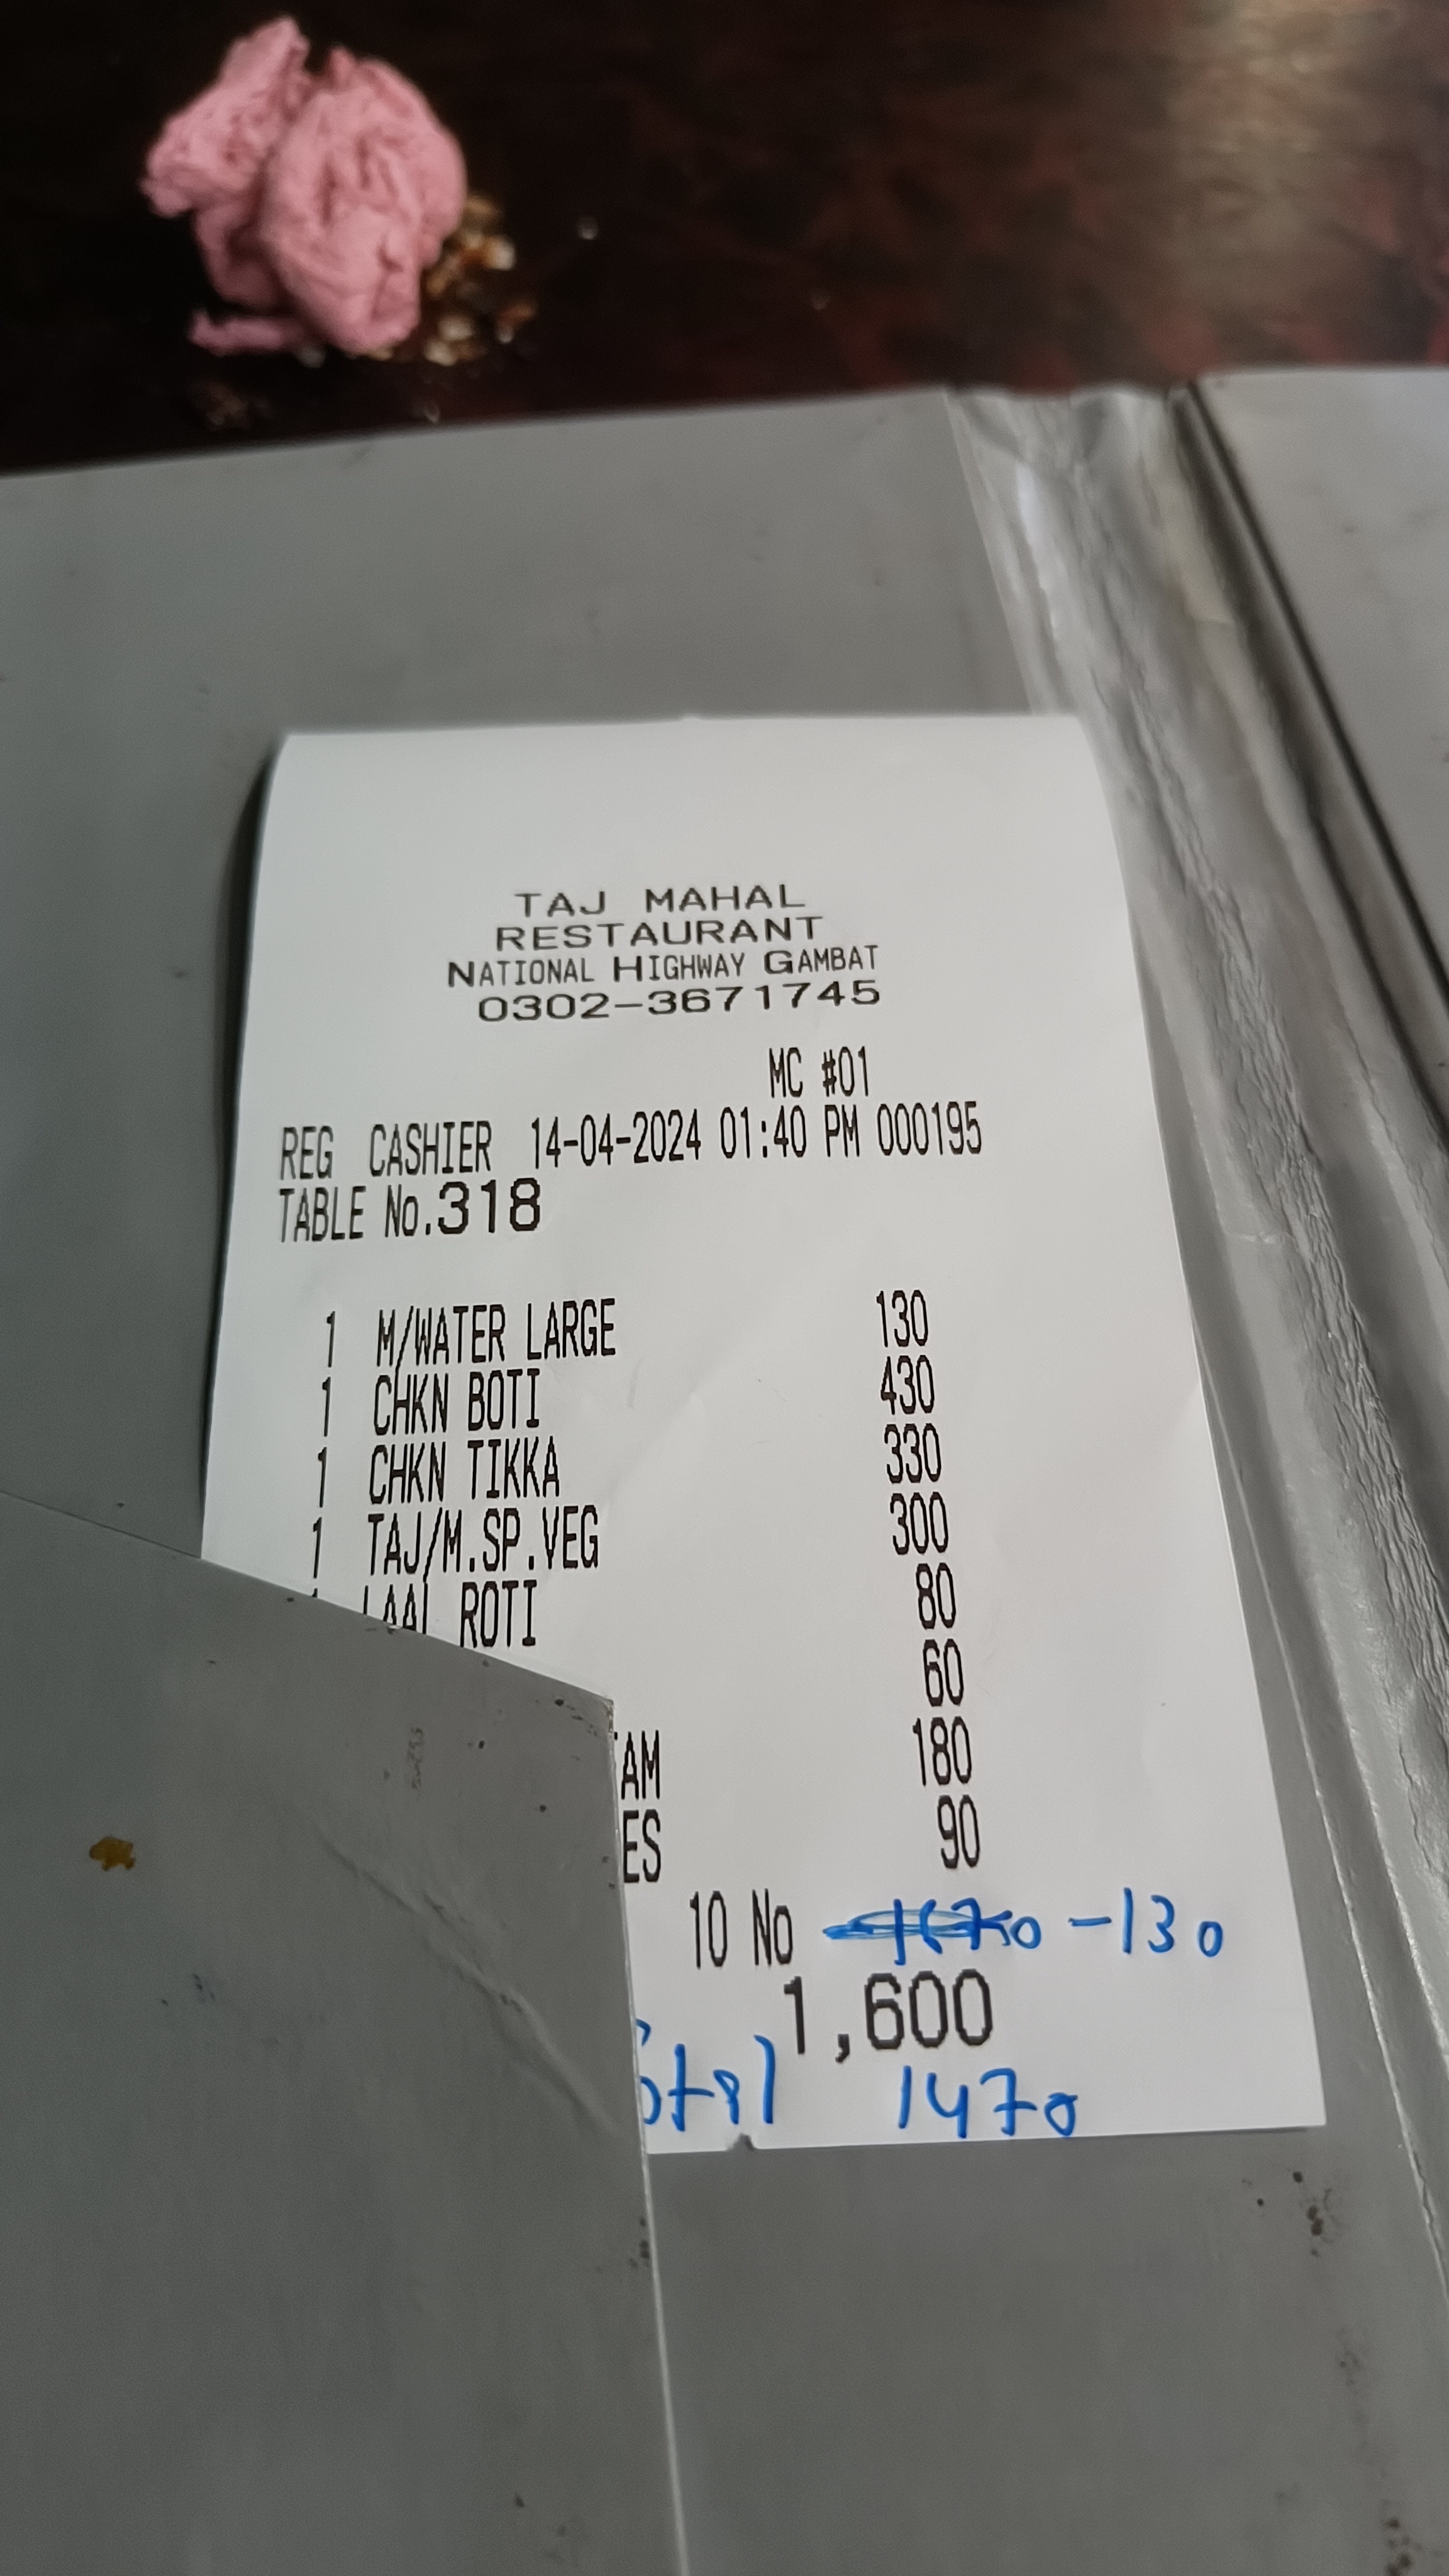 TAJ MAHAL
RESTAURANT
NATIONAL HIGHWAY GAMBAT
0302-3671745
MC #01
REG CASHIER 14-04-2024 01:40 PM 000195
TABLE No.318
1 M/WATER LARGE 130
1 CHKN BOTI 430
1 CHKN TIKKA 330
1 TAJ/M.SP.VEG 300
LAAL ROTI 80
60
AM 180
ES 90
10 No -130
1,600
1470